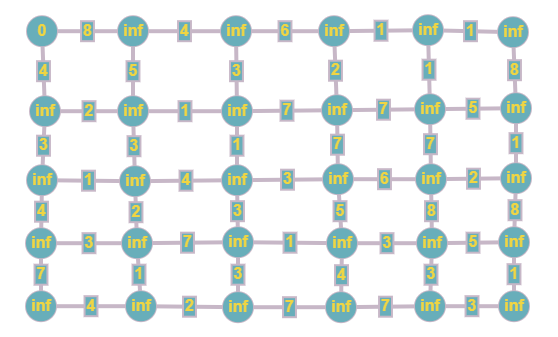 0 8 inf 4 inf 6 inf 1 inf 1 inf
4 5 3 2 1 8
inf 2 inf 1 inf 7 inf 7 inf 5 inf
3 3 1 7 7 1
inf 1 inf 4 inf 3 inf 6 inf 2 inf
4 2 3 5 8 8
inf 3 inf 7 inf 1 inf 3 inf 5 inf
7 1 3 4 3 1
inf 4 inf 2 inf 7 inf 7 inf 3 inf